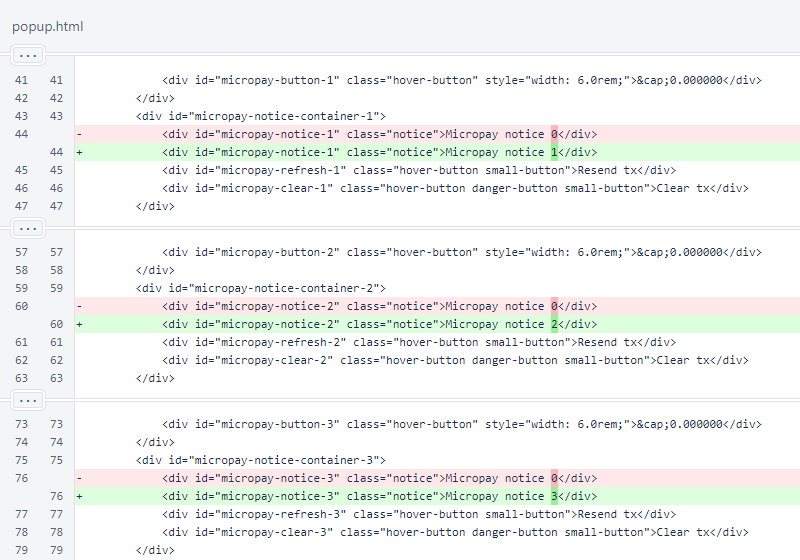 popup.html
...
41 41 <div id="micropay-button-1" class="hover-button" style="width: 6.0rem;">&cap;0.000000</div>
42 42 </div>
43 43 <div id="micropay-notice-container-1">
44 - <div id="micropay-notice-1" class="notice">Micropay notice 0</div>
44 + <div id="micropay-notice-1" class="notice">Micropay notice 1</div>
45 45 <div id="micropay-refresh-1" class="hover-button small-button">Resend tx</div>
46 46 <div id="micropay-clear-1" class="hover-button danger-button small-button">Clear tx</div>
47 47 </div>
...
57 57 <div id="micropay-button-2" class="hover-button" style="width: 6.0rem;">&cap;0.000000</div>
58 58 </div>
59 59 <div id="micropay-notice-container-2">
60 - <div id="micropay-notice-2" class="notice">Micropay notice 0</div>
60 + <div id="micropay-notice-2" class="notice">Micropay notice 2</div>
61 61 <div id="micropay-refresh-2" class="hover-button small-button">Resend tx</div>
62 62 <div id="micropay-clear-2" class="hover-button danger-button small-button">Clear tx</div>
63 63 </div>
...
73 73 <div id="micropay-button-3" class="hover-button" style="width: 6.0rem;">&cap;0.000000</div>
74 74 </div>
75 75 <div id="micropay-notice-container-3">
76 - <div id="micropay-notice-3" class="notice">Micropay notice 0</div>
76 + <div id="micropay-notice-3" class="notice">Micropay notice 3</div>
77 77 <div id="micropay-refresh-3" class="hover-button small-button">Resend tx</div>
78 78 <div id="micropay-clear-3" class="hover-button danger-button small-button">Clear tx</div>
79 79 </div>